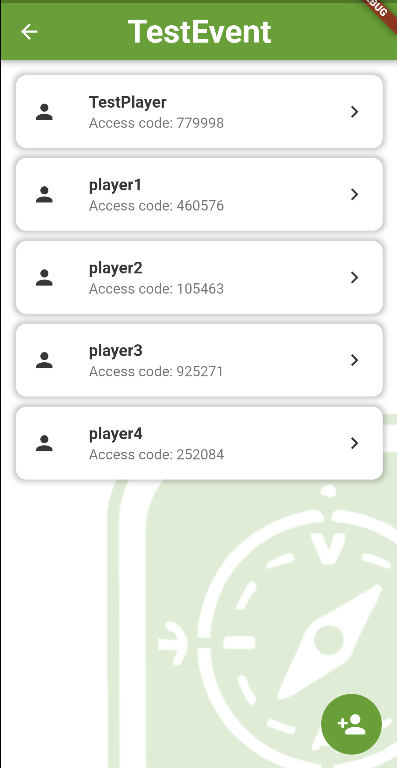 TestEvent
TestPlayer
Access code: 779998
player1
Access code: 460576
player2
Access code: 105463
player3
Access code: 925271
player4
Access code: 252084